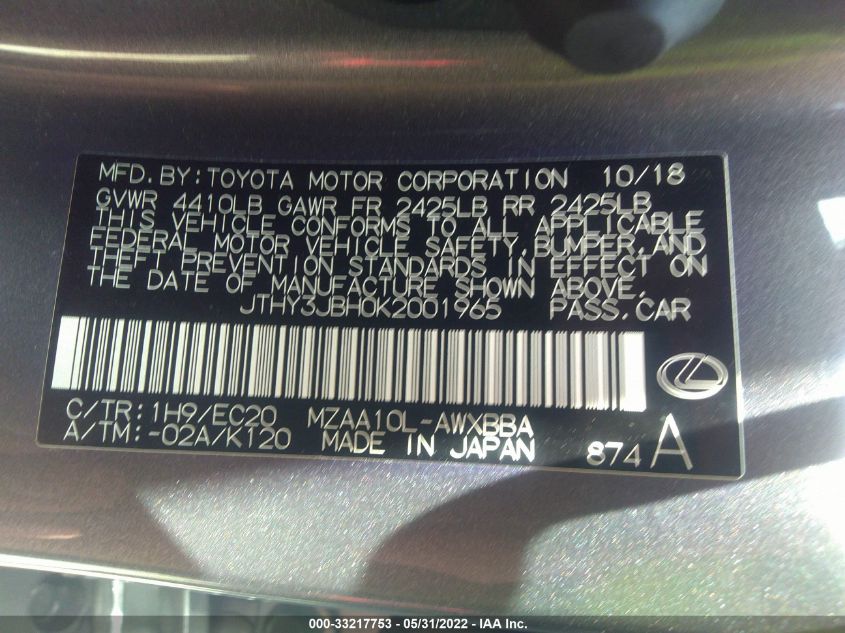 MFD. BY: TOYOTA MOTOR CORPORATION 10/18
GVWR 4410LB GAWR FR 2425LB RR 2425LB
THIS VEHICLE CONFORMS TO ALL APPLICABLE
FEDERAL MOTOR VEHICLE SAFETY, BUMPER, AND
THEFT PREVENTION STANDARDS IN EFFECT ON
THE DATE OF MANUFACTURE SHOWN ABOVE.
JTHY3JBH0K2001965 PASS.CAR
C/TR: 1H9/EC20 MZAA10L-AWXBBA
A/TM: -02A/K120 MADE IN JAPAN 874 A
000-33217753 - 05/31/2022 - IAA Inc.